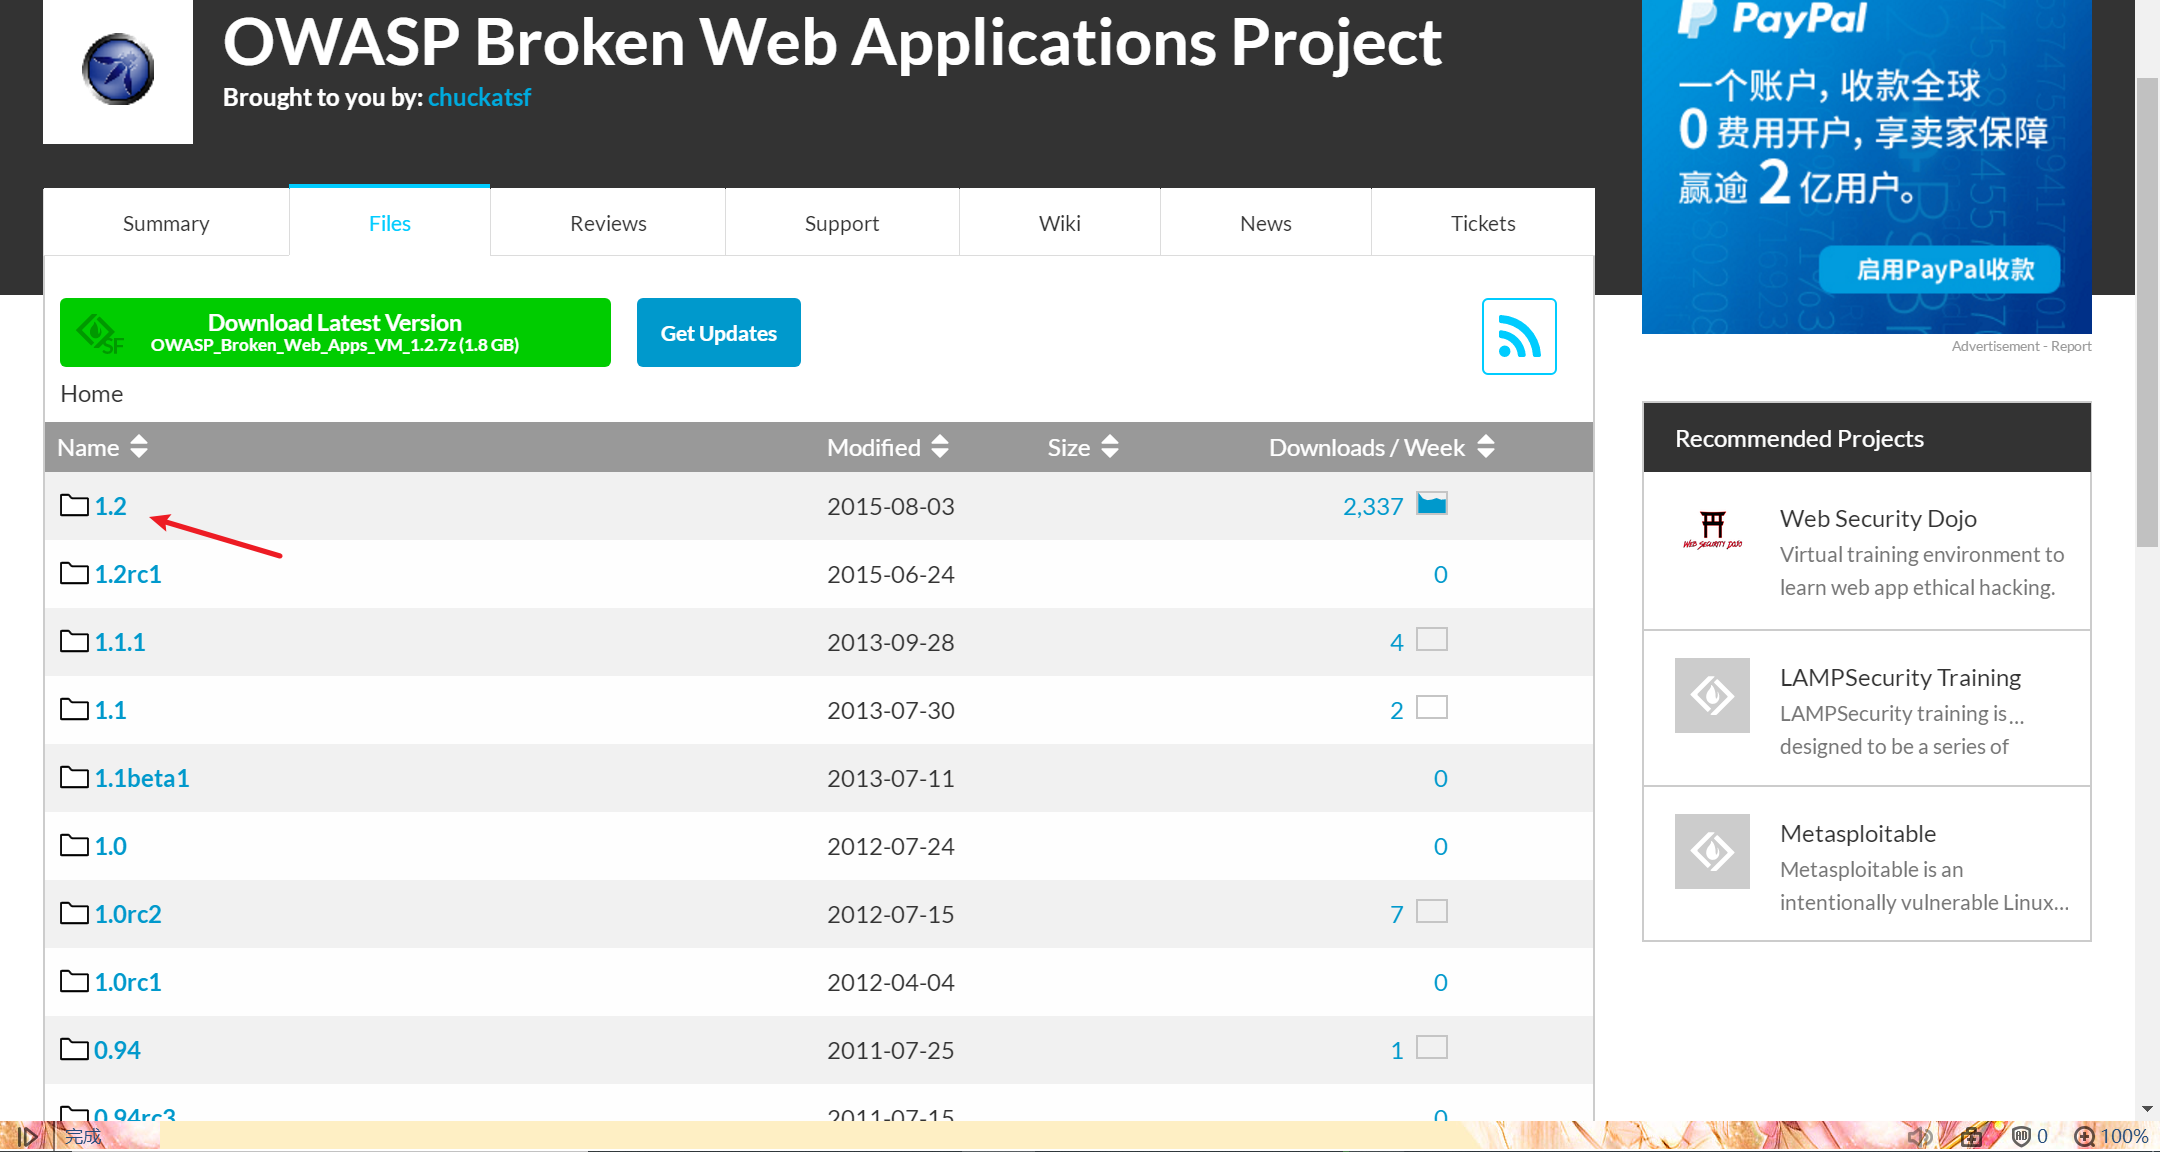 OWASP Broken Web Applications Project
Brought to you by: chuckatsf
Summary
Files
Reviews
Support
Wiki
News
Tickets
Download Latest Version
OWASP_Broken_Web_Apps_VM_1.2.7z (1.8 GB)
SF
Get Updates
Home
Name Modified Size Downloads / Week
1.2 2015-08-03 2,337
1.2rc1 2015-06-24 0
1.1.1 2013-09-28 4
1.1 2013-07-30 2
1.1beta1 2013-07-11 0
1.0 2012-07-24 0
1.0rc2 2012-07-15 7
1.0rc1 2012-04-04 0
0.94 2011-07-25 1
0.94rc3 2011-07-15 0
PayPal
一个账户，收款全球
0 费用开户，享卖家保障
赢逾 2 亿用户。
启用PayPal收款
Advertisement - Report
Recommended Projects
WEB SECURITY DOJO
Web Security Dojo
Virtual training environment to
learn web app ethical hacking.
LAMPSecurity Training
LAMPSecurity training is...
designed to be a series of
Metasploitable
Metasploitable is an
intentionally vulnerable Linux...
完成
AD 0
100%